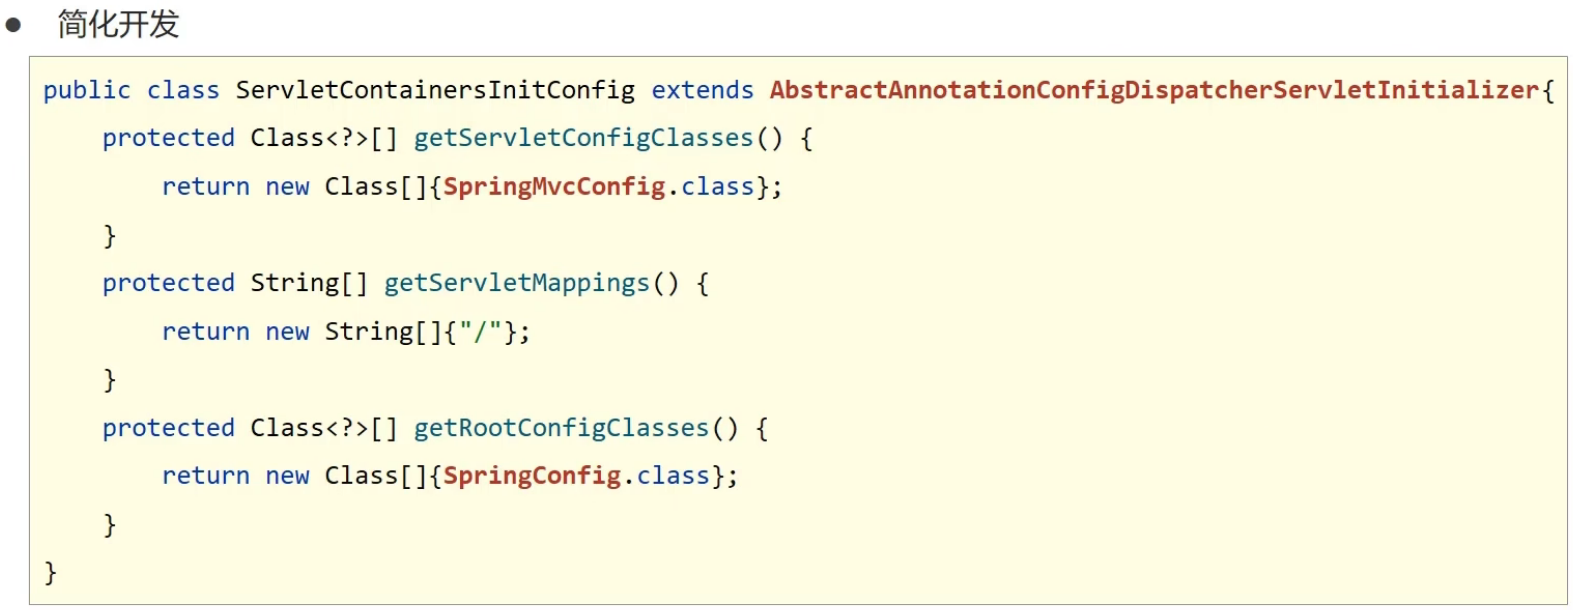 ● 简化开发
public class ServletContainersInitConfig extends AbstractAnnotationConfigDispatcherServletInitializer{
    protected Class<?>[] getServletConfigClasses() {
        return new Class[]{SpringMvcConfig.class};
    }
    protected String[] getServletMappings() {
        return new String[]{"/"};
    }
    protected Class<?>[] getRootConfigClasses() {
        return new Class[]{SpringConfig.class};
    }
}